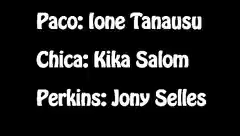 Paco: Ione Tanausu
Chica: Kika Salom
Perkins: Jony Selles